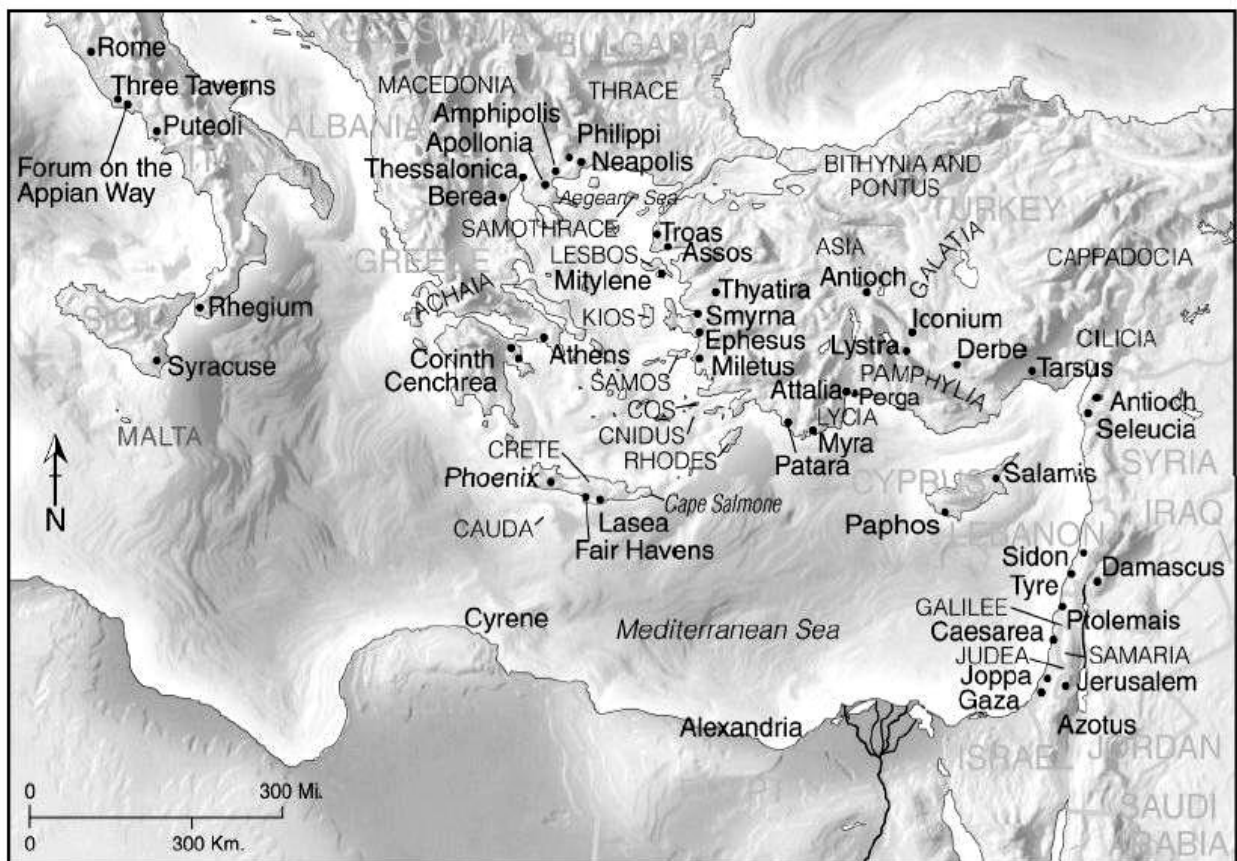 YUGOSLAVIA
BULGARIA
Rome
Three Taverns
MACEDONIA
THRACE
Amphipolis
ALBANIA
Puteoli
Philippi
Apollonia
Neapolis
Forum on the
Appian Way
Thessalonica
BITHYNIA AND
PONTUS
Berea
Aegean Sea
TURKEY
SAMOTHRACE
Troas
GREECE
LESBOS
Assos
ASIA
GALATIA
CAPPADOCIA
Mitylene
Antioch
ACHAIA
Thyatira
Rhegium
KIOS
Smyrna
Iconium
Ephesus
CILICIA
Corinth
Athens
Lystra
Derbe
Syracuse
Miletus
Cenchrea
SAMOS
PAMPHYLIA
Tarsus
Attalia
Perga
COS
Antioch
LYCIA
Seleucia
MALTA
CNIDUS
Myra
CRETE
RHODES
Patara
SYRIA
Phoenix
Salamis
CYPRUS
Cape Salmone
IRAQ
N
CAUDA
Lasea
Paphos
LEBANON
Fair Havens
Sidon
Damascus
Tyre
GALILEE
Cyrene
Ptolemais
Mediterranean Sea
Caesarea
JUDEA
SAMARIA
Joppa
Jerusalem
Gaza
Alexandria
Azotus
ISRAEL
JORDAN
0 300 Mi.
SAUDI
ARABIA
0 300 Km.